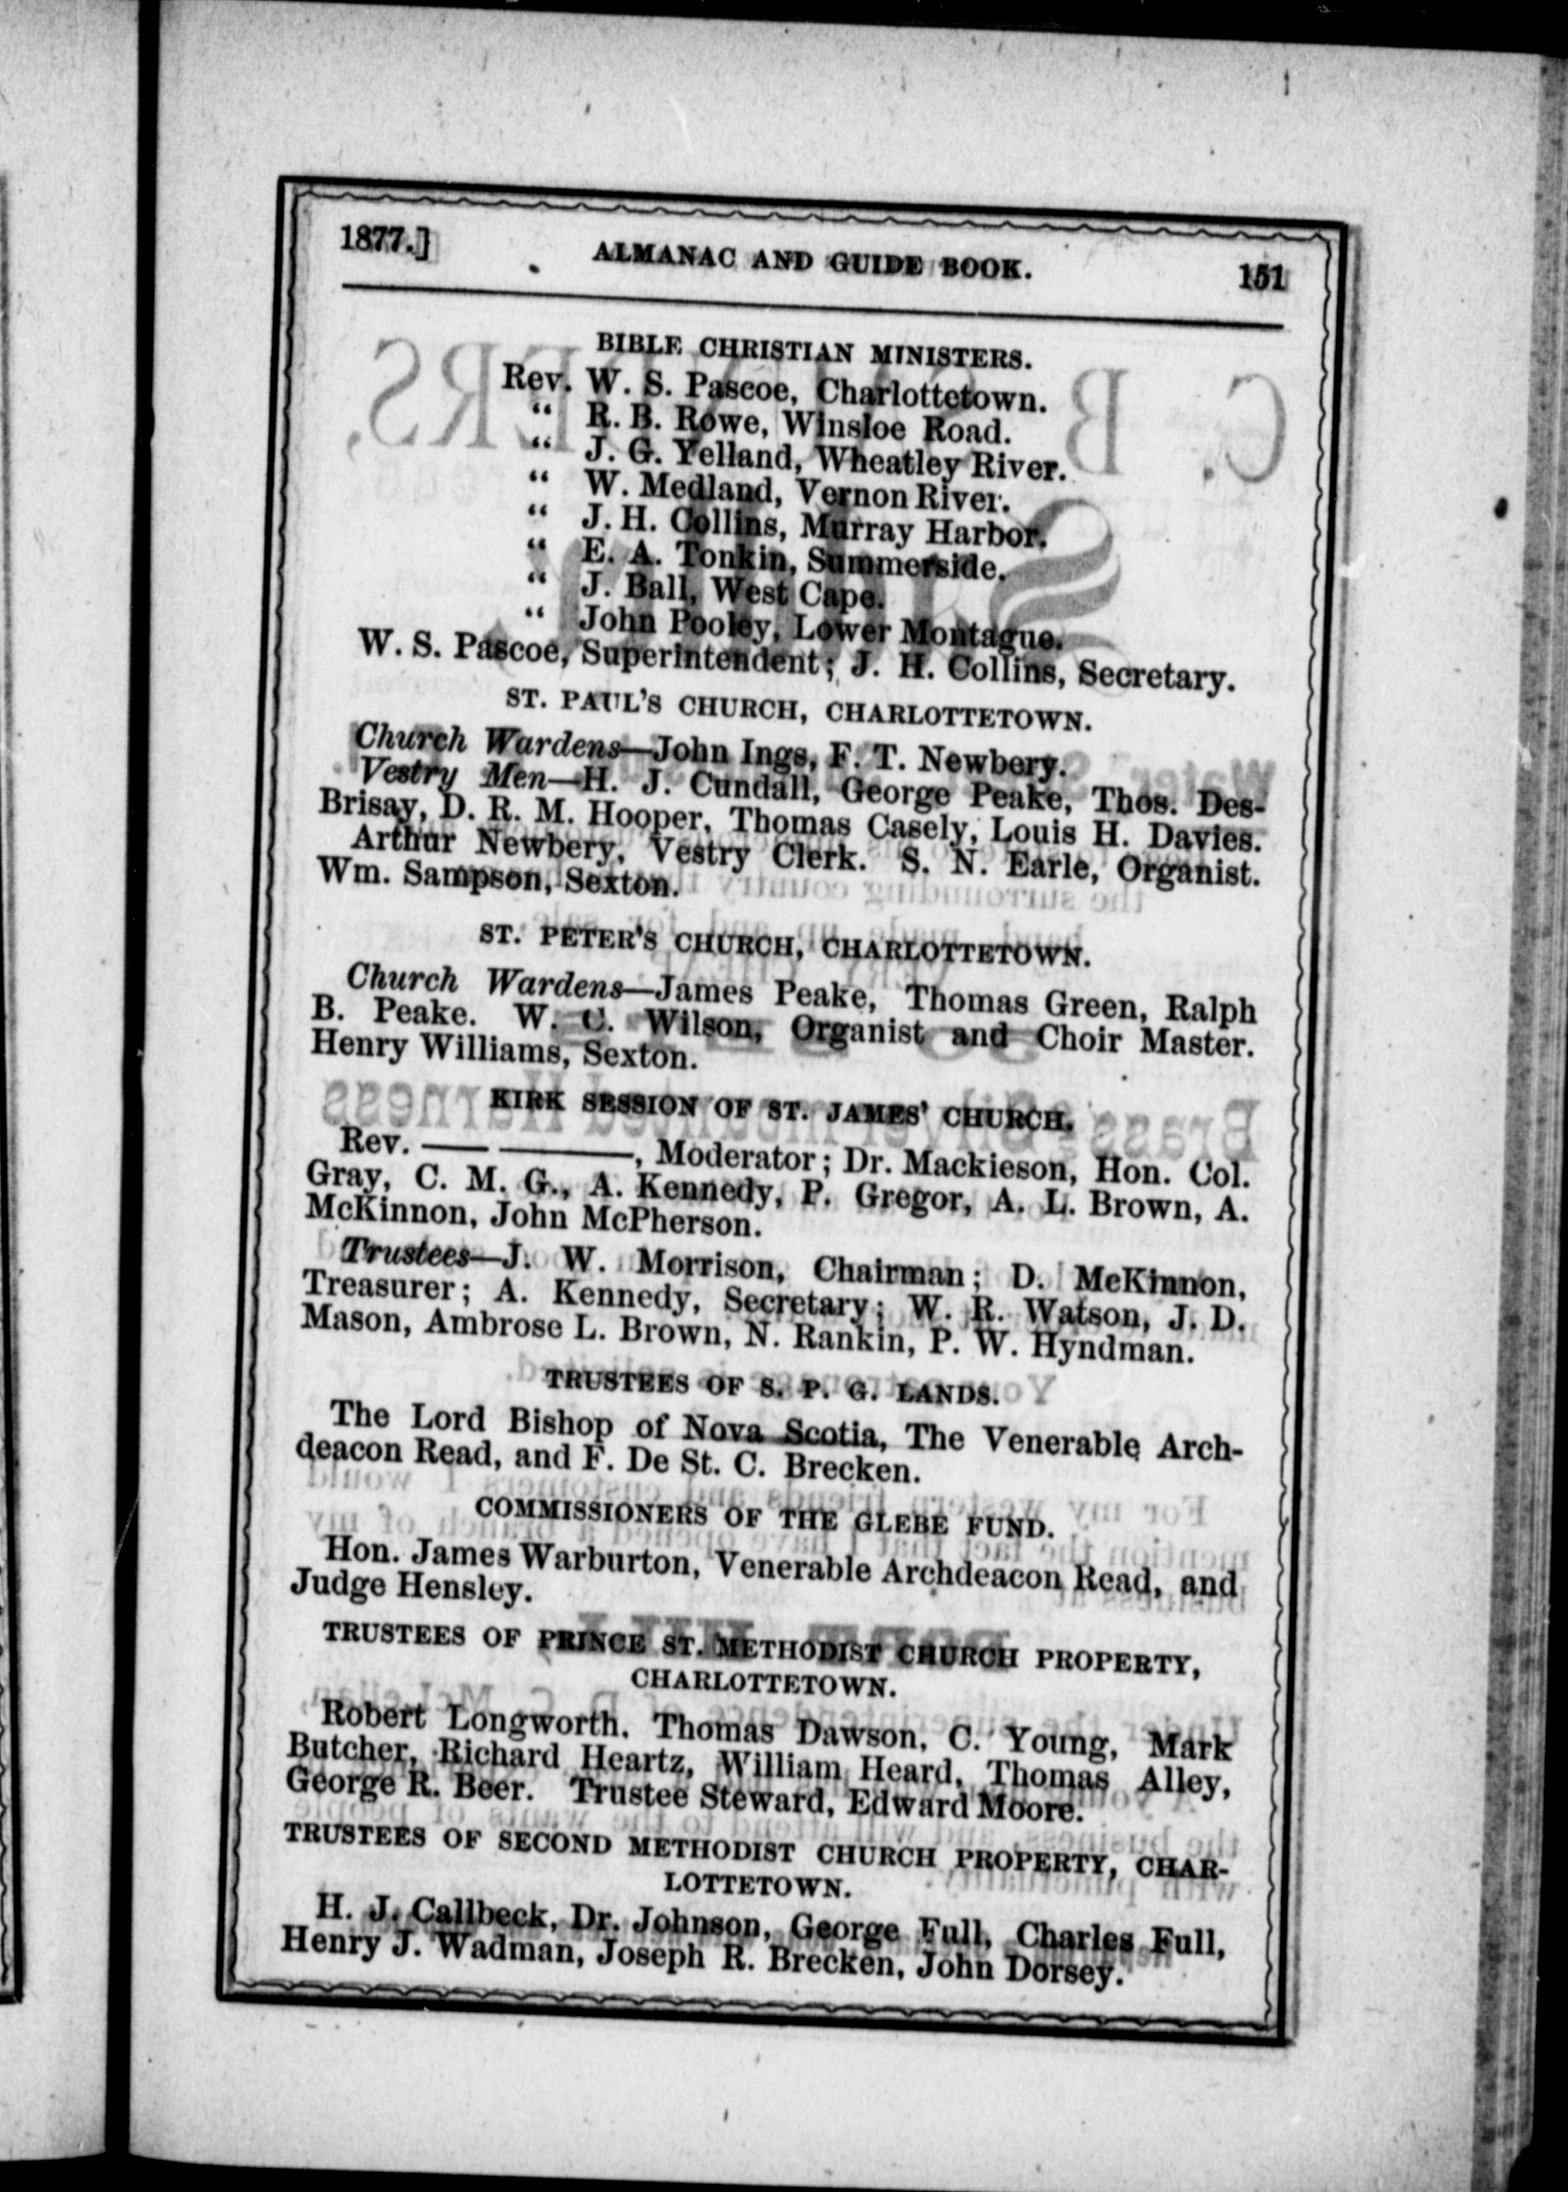 1877.] ALMANAC AND GUIDE BOOK. 151
BIBLE CHRISTIAN MINISTERS.
Rev. W. S. Pascoe, Charlottetown.
" R. B. Rowe, Winsloe Road.
" J. G. Yelland, Wheatley River.
" W. Medland, Vernon River.
" J. H. Collins, Murray Harbor.
" E. A. Tonkin, Summerside.
" J. Ball, West Cape.
" John Pooley, Lower Montague.
W. S. Pascoe, Superintendent; J. H. Collins, Secretary.
ST. PAUL'S CHURCH, CHARLOTTETOWN.
Church Wardens—John Ings, F. T. Newbery.
Vestry Men—H. J. Cundall, George Peake, Thos. Des-
Brisay, D. R. M. Hooper, Thomas Casely, Louis H. Davies.
Arthur Newbery, Vestry Clerk. S. N. Earle, Organist.
Wm. Sampson, Sexton.
ST. PETER'S CHURCH, CHARLOTTETOWN.
Church Wardens—James Peake, Thomas Green, Ralph
B. Peake. W. C. Wilson, Organist and Choir Master.
Henry Williams, Sexton.
KIRK SESSION OF ST. JAMES' CHURCH.
Rev. —— ———, Moderator; Dr. Mackieson, Hon. Col.
Gray, C. M. G., A. Kennedy, P. Gregor, A. L. Brown, A.
McKinnon, John McPherson.
Trustees—J. W. Morrison, Chairman; D. McKinnon,
Treasurer; A. Kennedy, Secretary; W. R. Watson, J. D.
Mason, Ambrose L. Brown, N. Rankin, P. W. Hyndman.
TRUSTEES OF S. P. G. LANDS.
The Lord Bishop of Nova Scotia, The Venerable Arch-
deacon Read, and F. De St. C. Brecken.
COMMISSIONERS OF THE GLEBE FUND.
Hon. James Warburton, Venerable Archdeacon Read, and
Judge Hensley.
TRUSTEES OF PRINCE ST. METHODIST CHURCH PROPERTY,
CHARLOTTETOWN.
Robert Longworth, Thomas Dawson, C. Young, Mark
Butcher, Richard Heartz, William Heard, Thomas Alley,
George R. Beer. Trustee Steward, Edward Moore.
TRUSTEES OF SECOND METHODIST CHURCH PROPERTY, CHAR-
LOTTETOWN.
H. J. Callbeck, Dr. Johnson, George Full, Charles Full,
Henry J. Wadman, Joseph R. Brecken, John Dorsey.